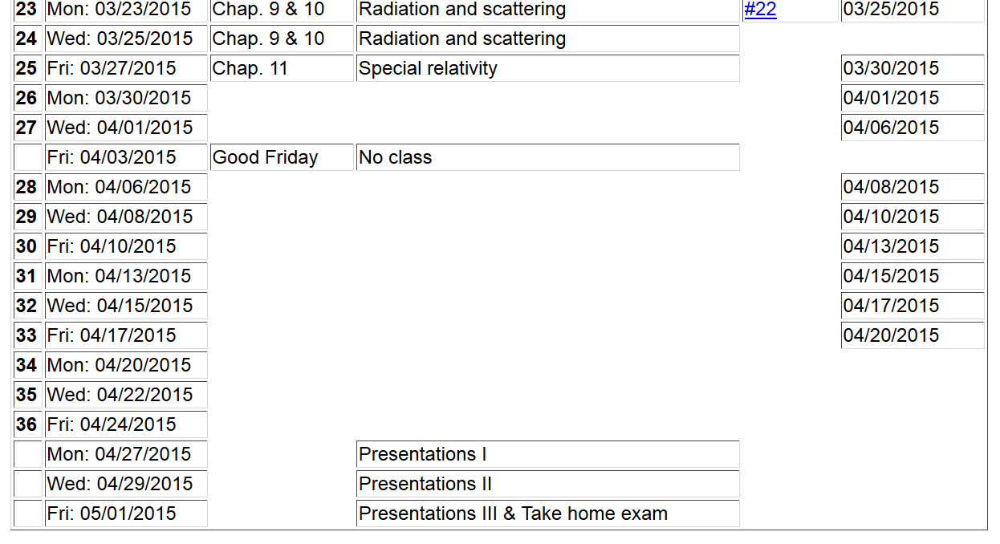 23 Mon: 03/23/2015 Chap. 9 & 10 Radiation and scattering #22 03/25/2015
24 Wed: 03/25/2015 Chap. 9 & 10 Radiation and scattering
25 Fri: 03/27/2015 Chap. 11 Special relativity 03/30/2015
26 Mon: 03/30/2015 04/01/2015
27 Wed: 04/01/2015 04/06/2015
Fri: 04/03/2015 Good Friday No class
28 Mon: 04/06/2015 04/08/2015
29 Wed: 04/08/2015 04/10/2015
30 Fri: 04/10/2015 04/13/2015
31 Mon: 04/13/2015 04/15/2015
32 Wed: 04/15/2015 04/17/2015
33 Fri: 04/17/2015 04/20/2015
34 Mon: 04/20/2015
35 Wed: 04/22/2015
36 Fri: 04/24/2015
Mon: 04/27/2015 Presentations I
Wed: 04/29/2015 Presentations II
Fri: 05/01/2015 Presentations III & Take home exam